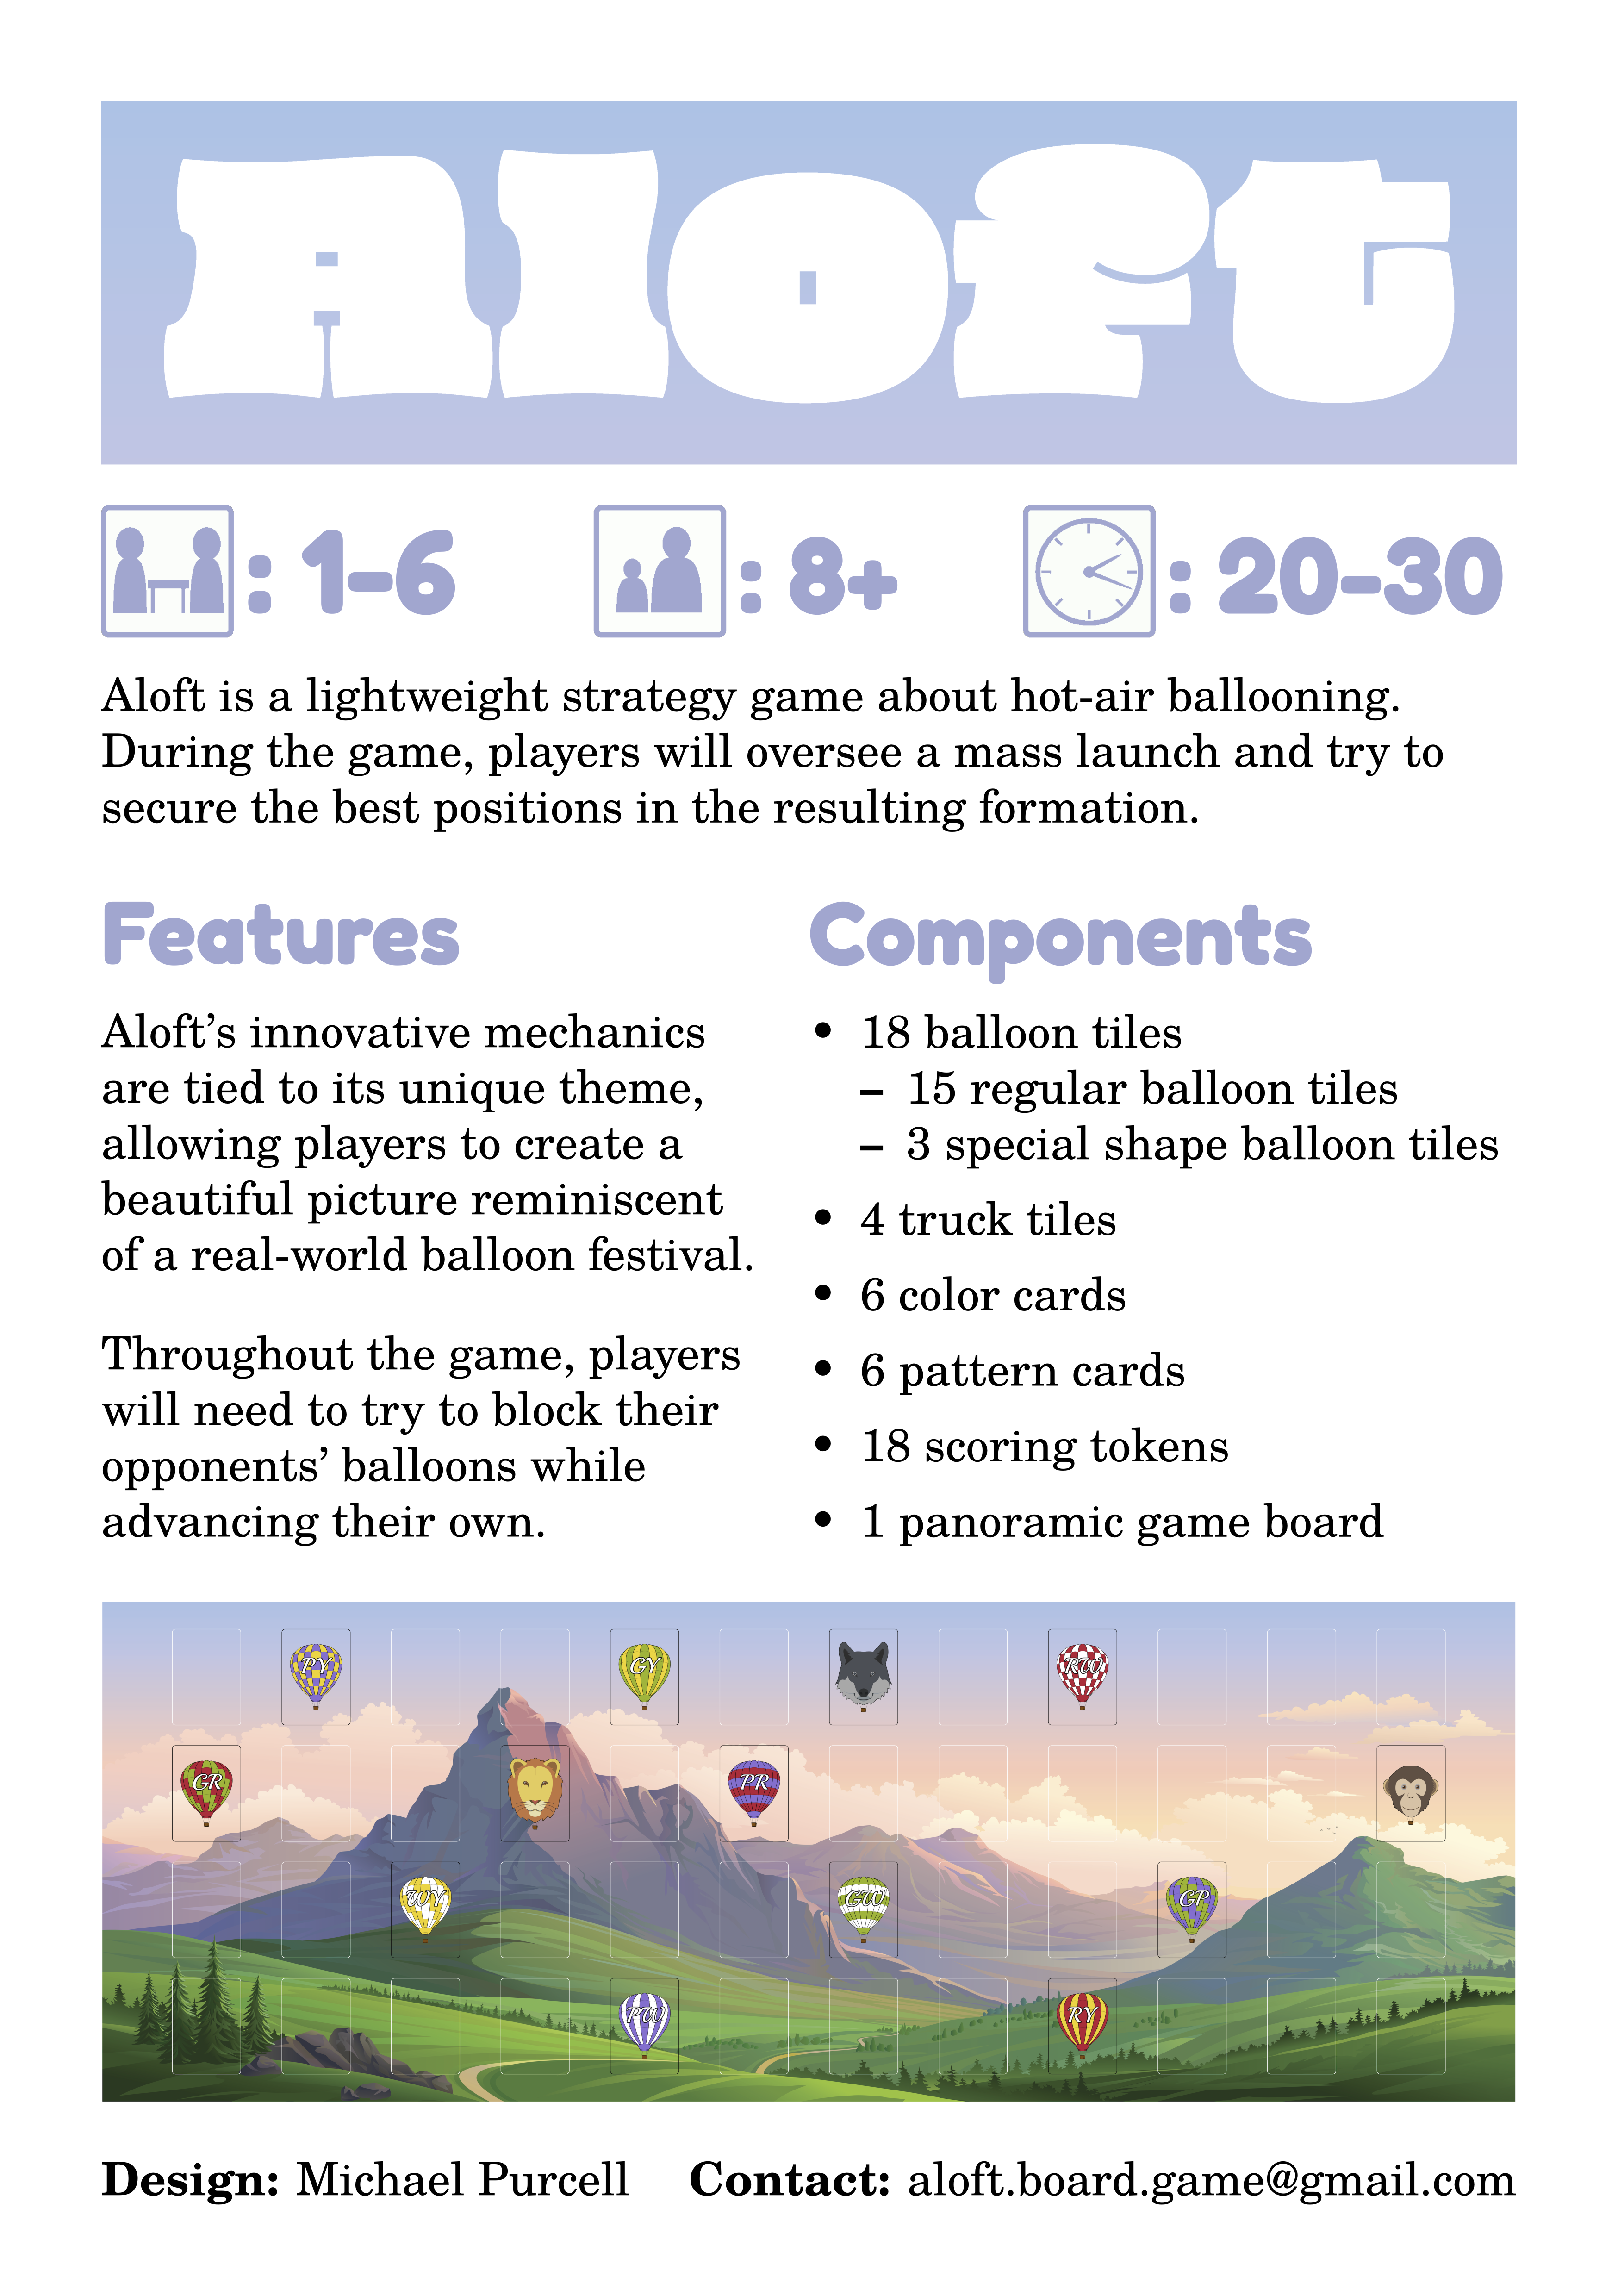 Aloft
: 1–6
: 8+
: 20–30
Aloft is a lightweight strategy game about hot-air ballooning.
During the game, players will oversee a mass launch and try to
secure the best positions in the resulting formation.
Features
Aloft’s innovative mechanics
are tied to its unique theme,
allowing players to create a
beautiful picture reminiscent
of a real-world balloon festival.
Throughout the game, players
will need to try to block their
opponents’ balloons while
advancing their own.
Components
• 18 balloon tiles
– 15 regular balloon tiles
– 3 special shape balloon tiles
• 4 truck tiles
• 6 color cards
• 6 pattern cards
• 18 scoring tokens
• 1 panoramic game board
PY
GY
RW
GR
PR
WY
GW
GP
PW
RY
Design: Michael Purcell
Contact: aloft.board.game@gmail.com